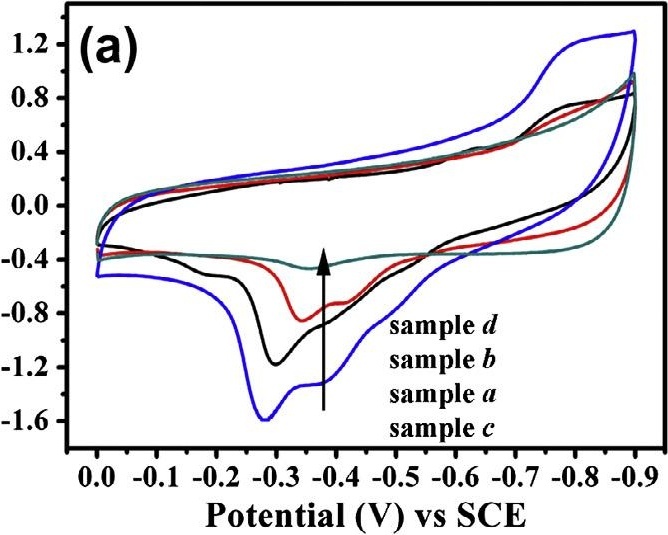 (a)
1.2
0.8
0.4
0.0
-0.4
-0.8
-1.2
-1.6
sample d
sample b
sample a
sample c
0.0 -0.1 -0.2 -0.3 -0.4 -0.5 -0.6 -0.7 -0.8 -0.9
Potential (V) vs SCE